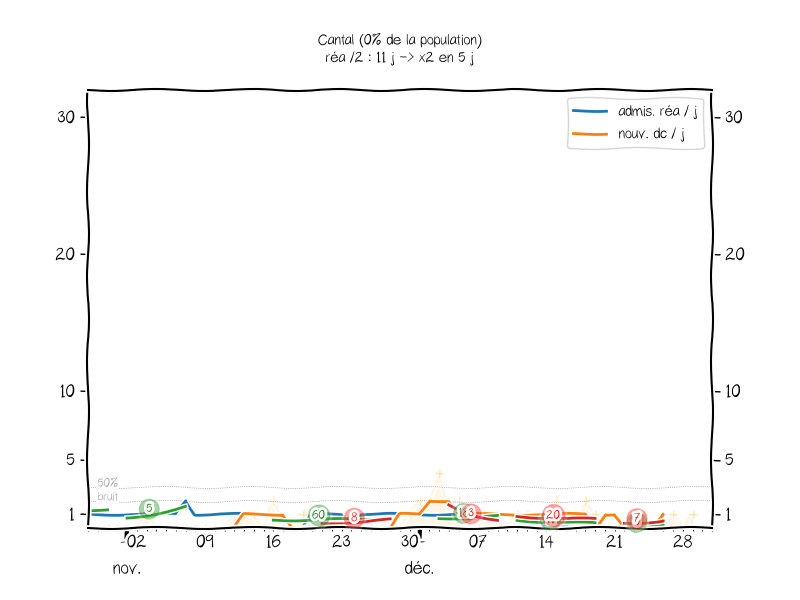 Cantal (0% de la population)
réa /2 : 11 j -> x2 en 5 j
admis. réa / j
nouv. dc / j
30 30
20 20
10 10
5 5
50%
bruit
1 1
5 60 8 3 20 7
02 09 16 23 30 07 14 21 28
nov. déc.